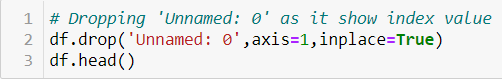 1 # Dropping 'Unnamed: 0' as it show index value
2 df.drop('Unnamed: 0',axis=1,inplace=True)
3 df.head()